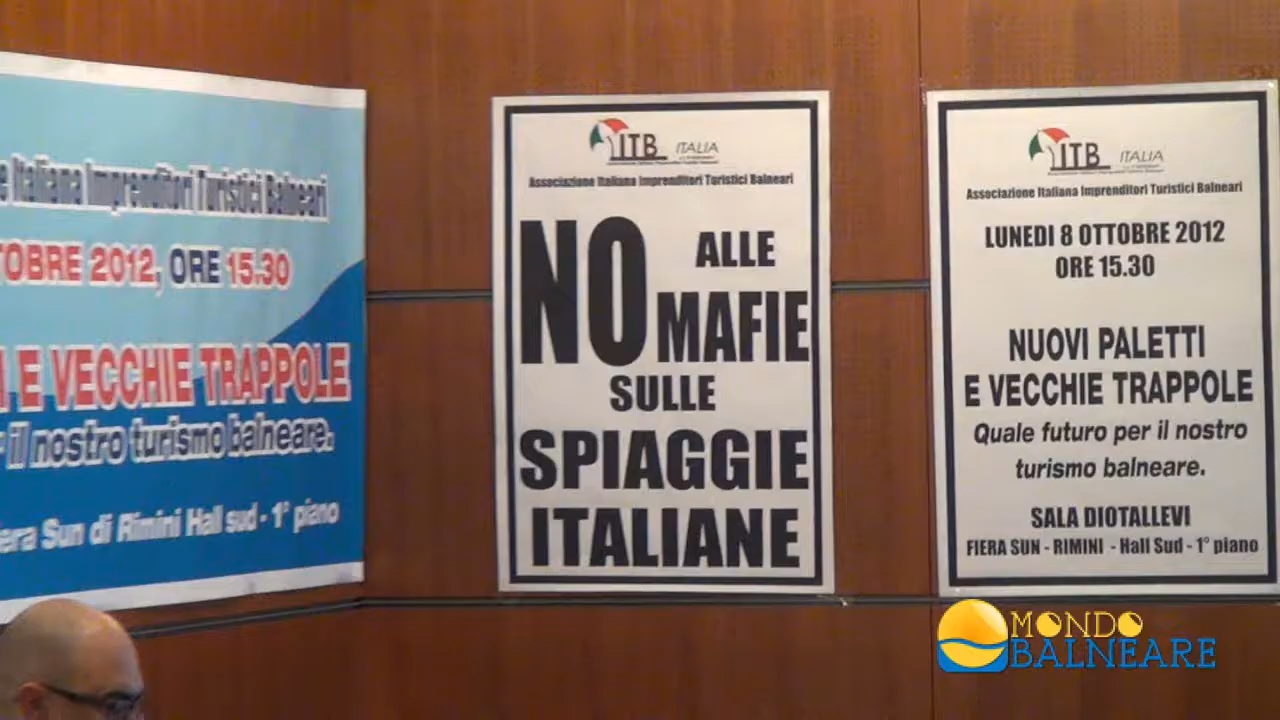 Italiana Imprenditori Turistici Balneari
TOBRE 2012, ORE 15.30
I E VECCHIE TRAPPOLE
r il nostro turismo balneare.
iera Sun di Rimini Hall sud - 1° piano
ITB ITALIA
Associazione Italiana Imprenditori Turistici Balneari
NO ALLE
MAFIE
SULLE
SPIAGGIE
ITALIANE
ITB ITALIA
Associazione Italiana Imprenditori Turistici Balneari
LUNEDI 8 OTTOBRE 2012
ORE 15.30
NUOVI PALETTI
E VECCHIE TRAPPOLE
Quale futuro per il nostro
turismo balneare.
SALA DIOTALLEVI
FIERA SUN - RIMINI - Hall Sud - 1° piano
MONDO
BALNEARE